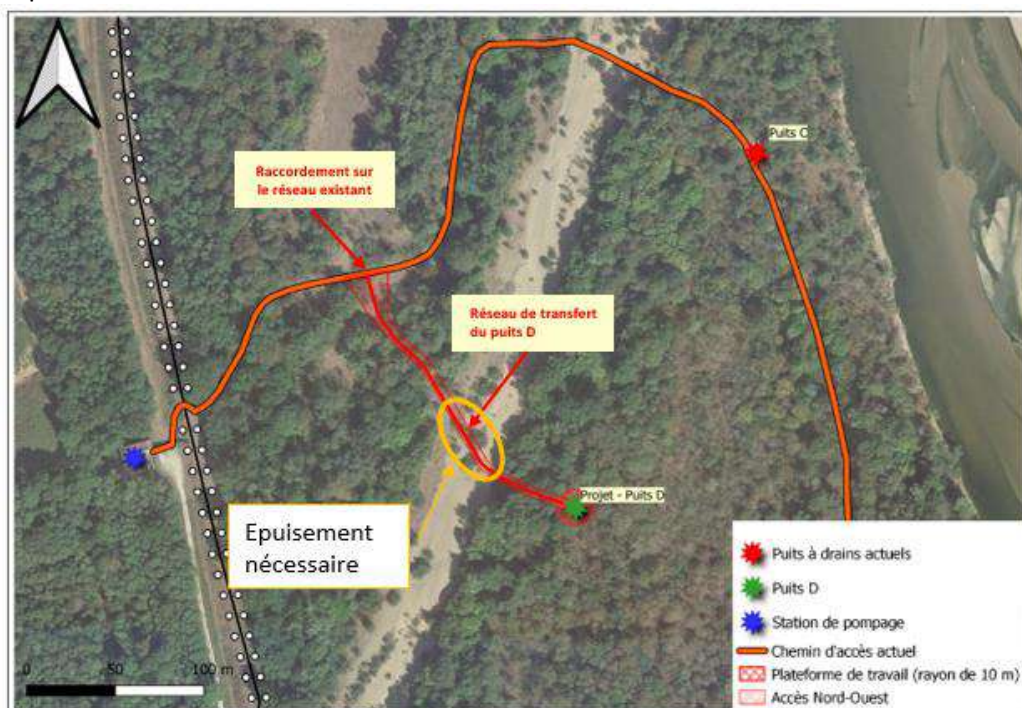 Puits C
Raccordement sur
le réseau existant
Réseau de transfert
du puits D
Projet - Puits D
Epuisement
nécessaire
Puits à drains actuels
Puits D
Station de pompage
Chemin d'accès actuel
Plateforme de travail (rayon de 10 m)
Accès Nord-Ouest
0 50 100 m